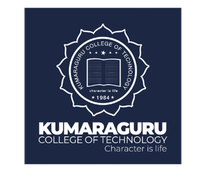 KUMARAGURU COLLEGE OF TECHNOLOGY
character is life
1984
KUMARAGURU
COLLEGE OF TECHNOLOGY
Character is life